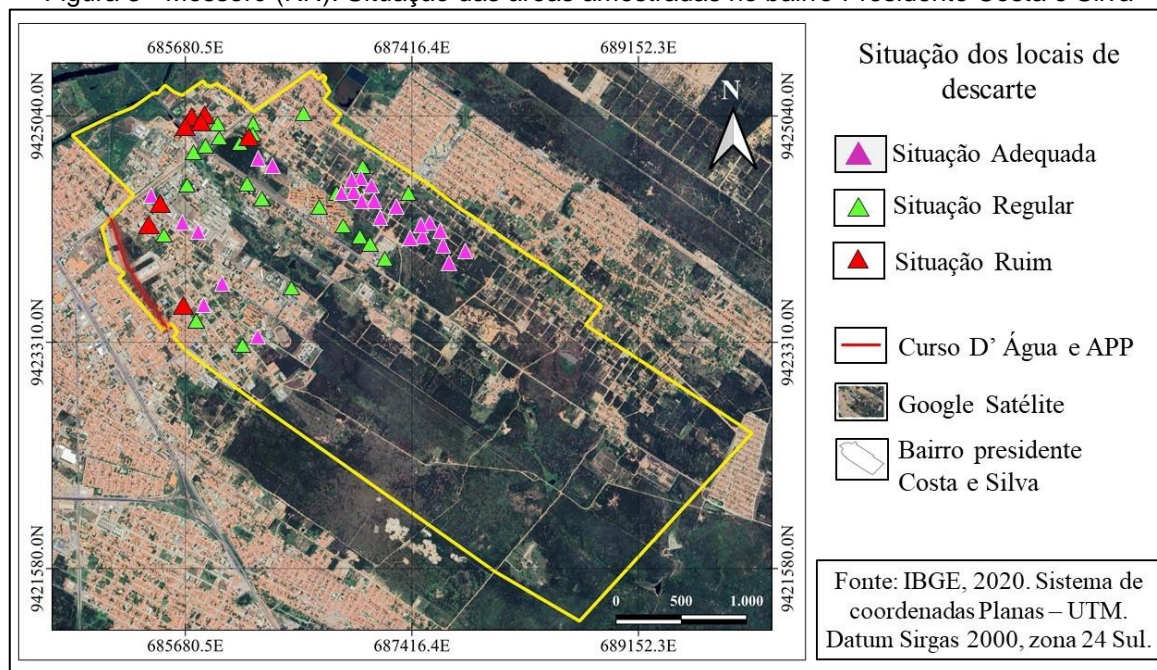 Figura 3 - Mossoró (RN): Situação das áreas amostradas no bairro Presidente Costa e Silva
685680.5E 687416.4E 689152.3E
9425040.0N
9423310.0N
9421580.0N
N
9425040.0N
9423310.0N
9421580.0N
0 500 1.000
685680.5E 687416.4E 689152.3E
Situação dos locais de
descarte
Situação Adequada
Situação Regular
Situação Ruim
Curso D’ Água e APP
Google Satélite
Bairro presidente
Costa e Silva
Fonte: IBGE, 2020. Sistema de
coordenadas Planas – UTM.
Datum Sirgas 2000, zona 24 Sul.